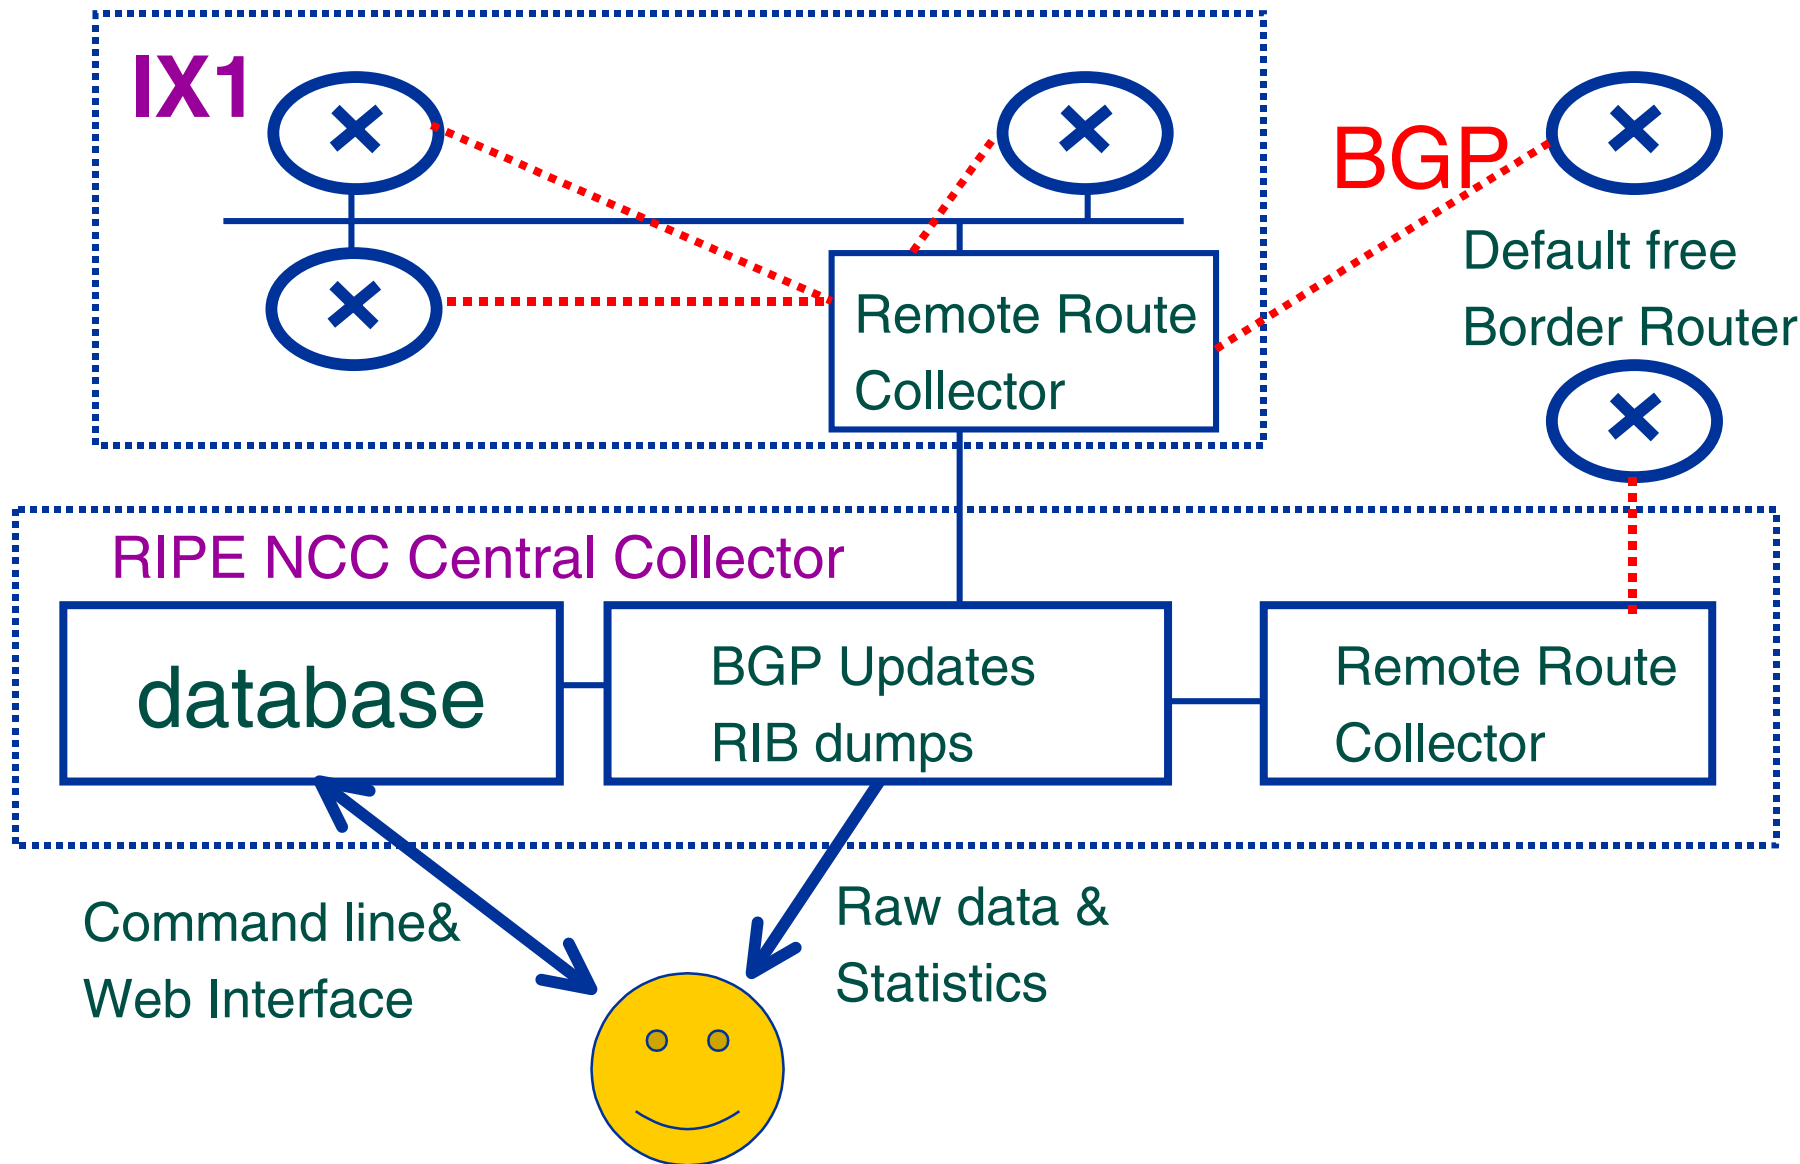 IX1
BGP
Default free
Border Router
Remote Route
Collector
RIPE NCC Central Collector
database
BGP Updates
RIB dumps
Remote Route
Collector
Command line&
Web Interface
Raw data &
Statistics